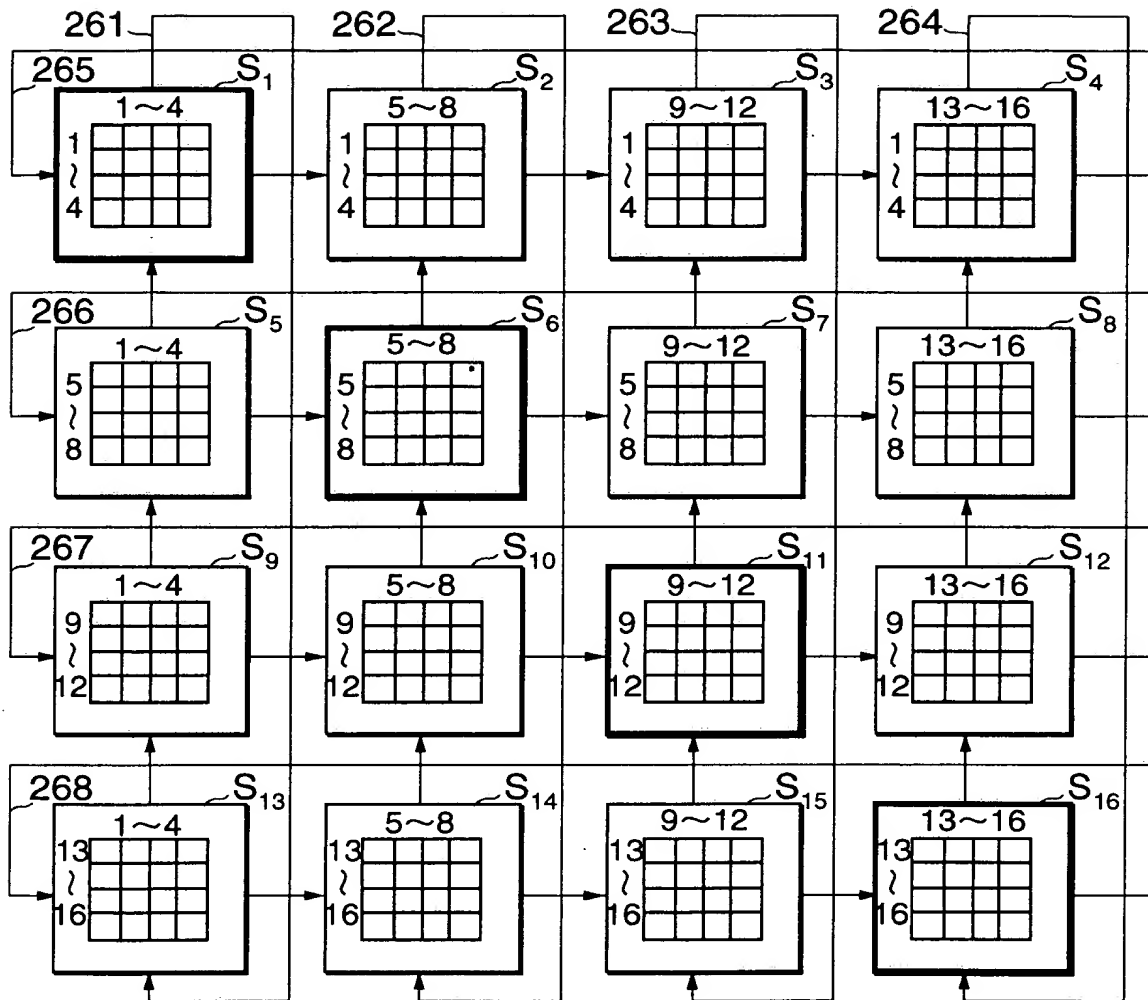 261 262 263 264
265 S₁ S₂ S₃ S₄
1～4 5～8 9～12 13～16
1～4 1～4 1～4 1～4
266 S₅ S₆ S₇ S₈
1～4 5～8 9～12 13～16
5～8 5～8 5～8 5～8
267 S₉ S₁₀ S₁₁ S₁₂
1～4 5～8 9～12 13～16
9～12 9～12 9～12 9～12
268 S₁₃ S₁₄ S₁₅ S₁₆
1～4 5～8 9～12 13～16
13～16 13～16 13～16 13～16